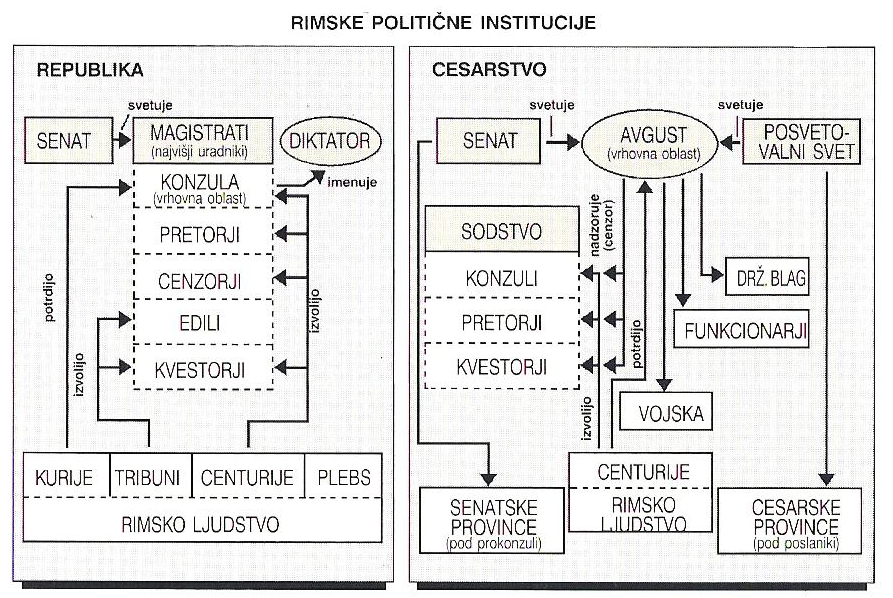 RIMSKE POLITIČNE INSTITUCIJE
REPUBLIKA
svetuje
SENAT
MAGISTRATI
(najvišji uradniki)
DIKTATOR
KONZULA
(vrhovna oblast)
imenuje
PRETORJI
CENZORJI
EDILI
KVESTORJI
potrdijo
izvolijo
izvolijo
KURIJE
TRIBUNI
CENTURIJE
PLEBS
RIMSKO LJUDSTVO
CESARSTVO
svetuje
svetuje
SENAT
AVGUST
(vrhovna oblast)
POSVETO-
VALNI SVET
SODSTVO
KONZULI
PRETORJI
KVESTORJI
nadzoruje
(cenzor)
potrdijo
izvolijo
DRŽ. BLAG
FUNKCIONARJI
VOJSKA
CENTURIJE
RIMSKO
LJUDSTVO
SENATSKE
PROVINCE
(pod prokonzuli)
CESARSKE
PROVINCE
(pod poslaniki)